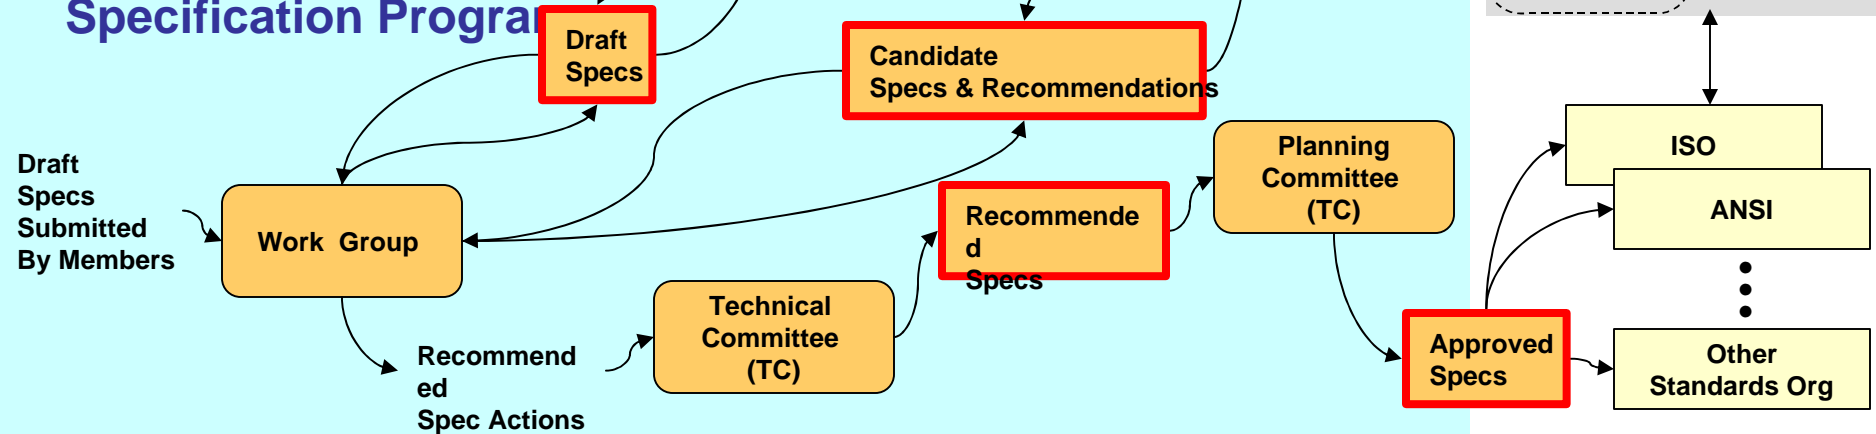 Specification Program
Draft
Specs
Candidate
Specs & Recommendations
Draft
Specs
Submitted
By Members
Work Group
Recommend
ed
Spec Actions
Technical
Committee
(TC)
Recommende
d
Specs
Planning
Committee
(TC)
Approved
Specs
ISO
ANSI
Other
Standards Org